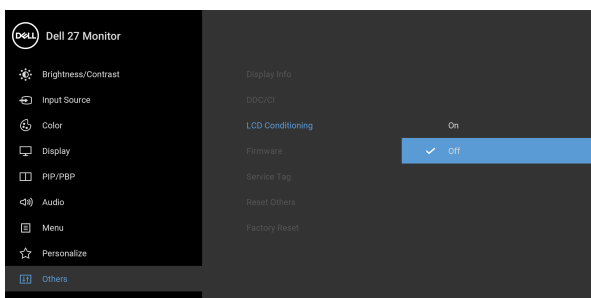 DELL Dell 27 Monitor
Brightness/Contrast
Input Source
Color
Display
PIP/PBP
Audio
Menu
Personalize
Others
Display Info
DDC/CI
LCD Conditioning
Firmware
Service Tag
Reset Others
Factory Reset
On
Off